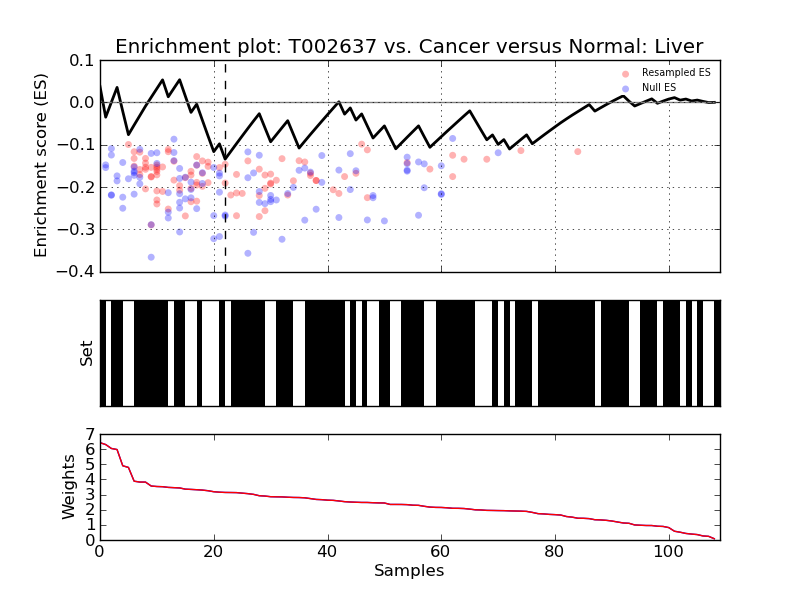 Enrichment plot: T002637 vs. Cancer versus Normal: Liver
0.1
0.0
−0.1
−0.2
−0.3
−0.4
Enrichment score (ES)
Resampled ES
Null ES
Set
7
6
5
4
3
2
1
0
Weights
0 20 40 60 80 100
Samples